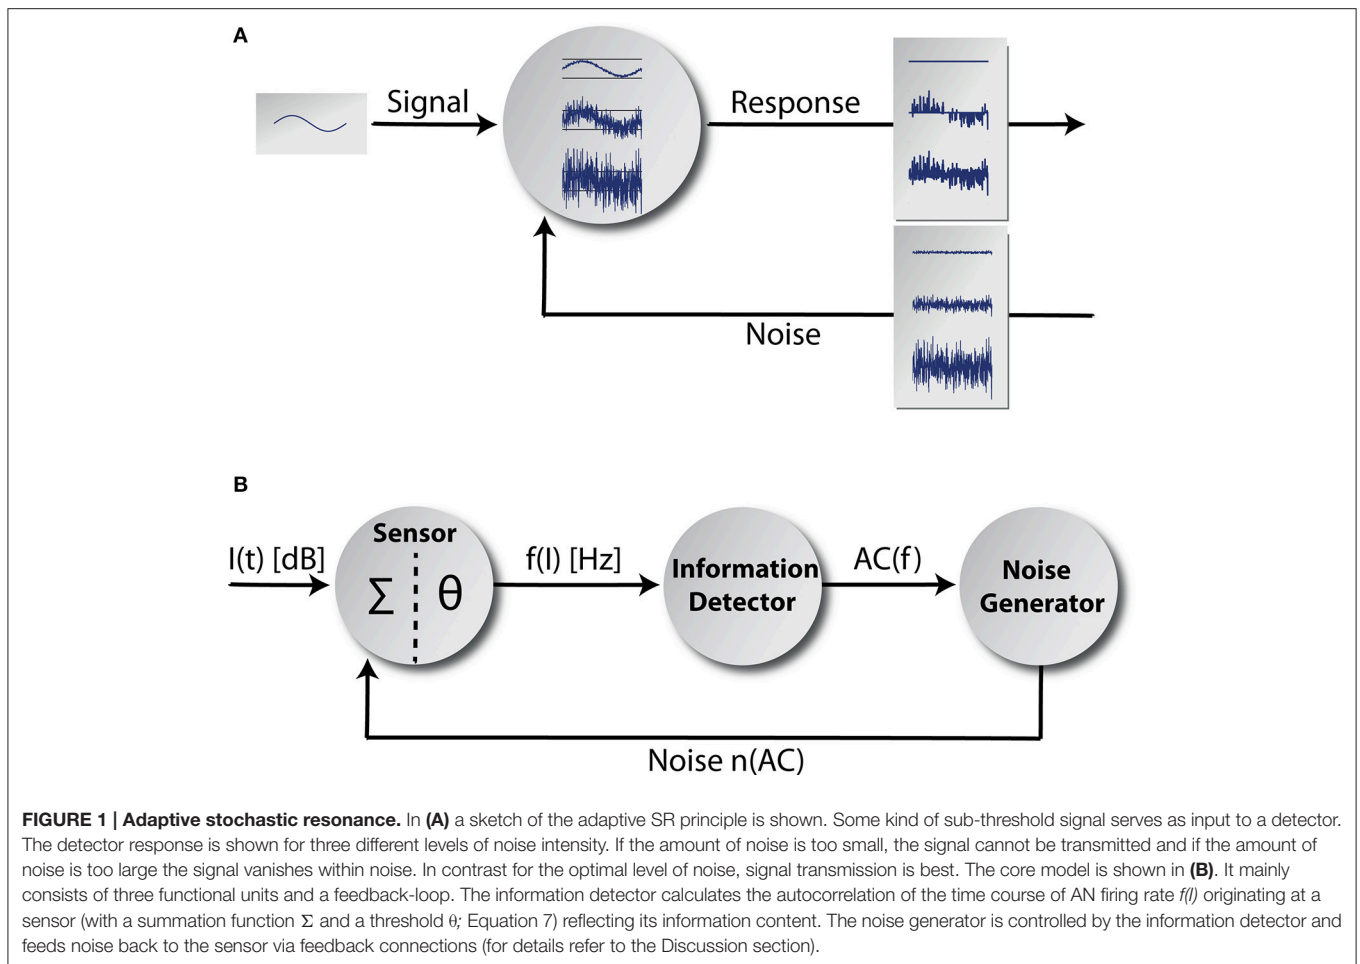 A
Signal
Response
Noise
B
I(t) [dB]
Sensor
Σ
θ
f(I) [Hz]
Information
Detector
AC(f)
Noise
Generator
Noise n(AC)
FIGURE 1 | Adaptive stochastic resonance. In (A) a sketch of the adaptive SR principle is shown. Some kind of sub-threshold signal serves as input to a detector.
The detector response is shown for three different levels of noise intensity. If the amount of noise is too small, the signal cannot be transmitted and if the amount of
noise is too large the signal vanishes within noise. In contrast for the optimal level of noise, signal transmission is best. The core model is shown in (B). It mainly
consists of three functional units and a feedback-loop. The information detector calculates the autocorrelation of the time course of AN firing rate f(I) originating at a
sensor (with a summation function Σ and a threshold θ; Equation 7) reflecting its information content. The noise generator is controlled by the information detector and
feeds noise back to the sensor via feedback connections (for details refer to the Discussion section).